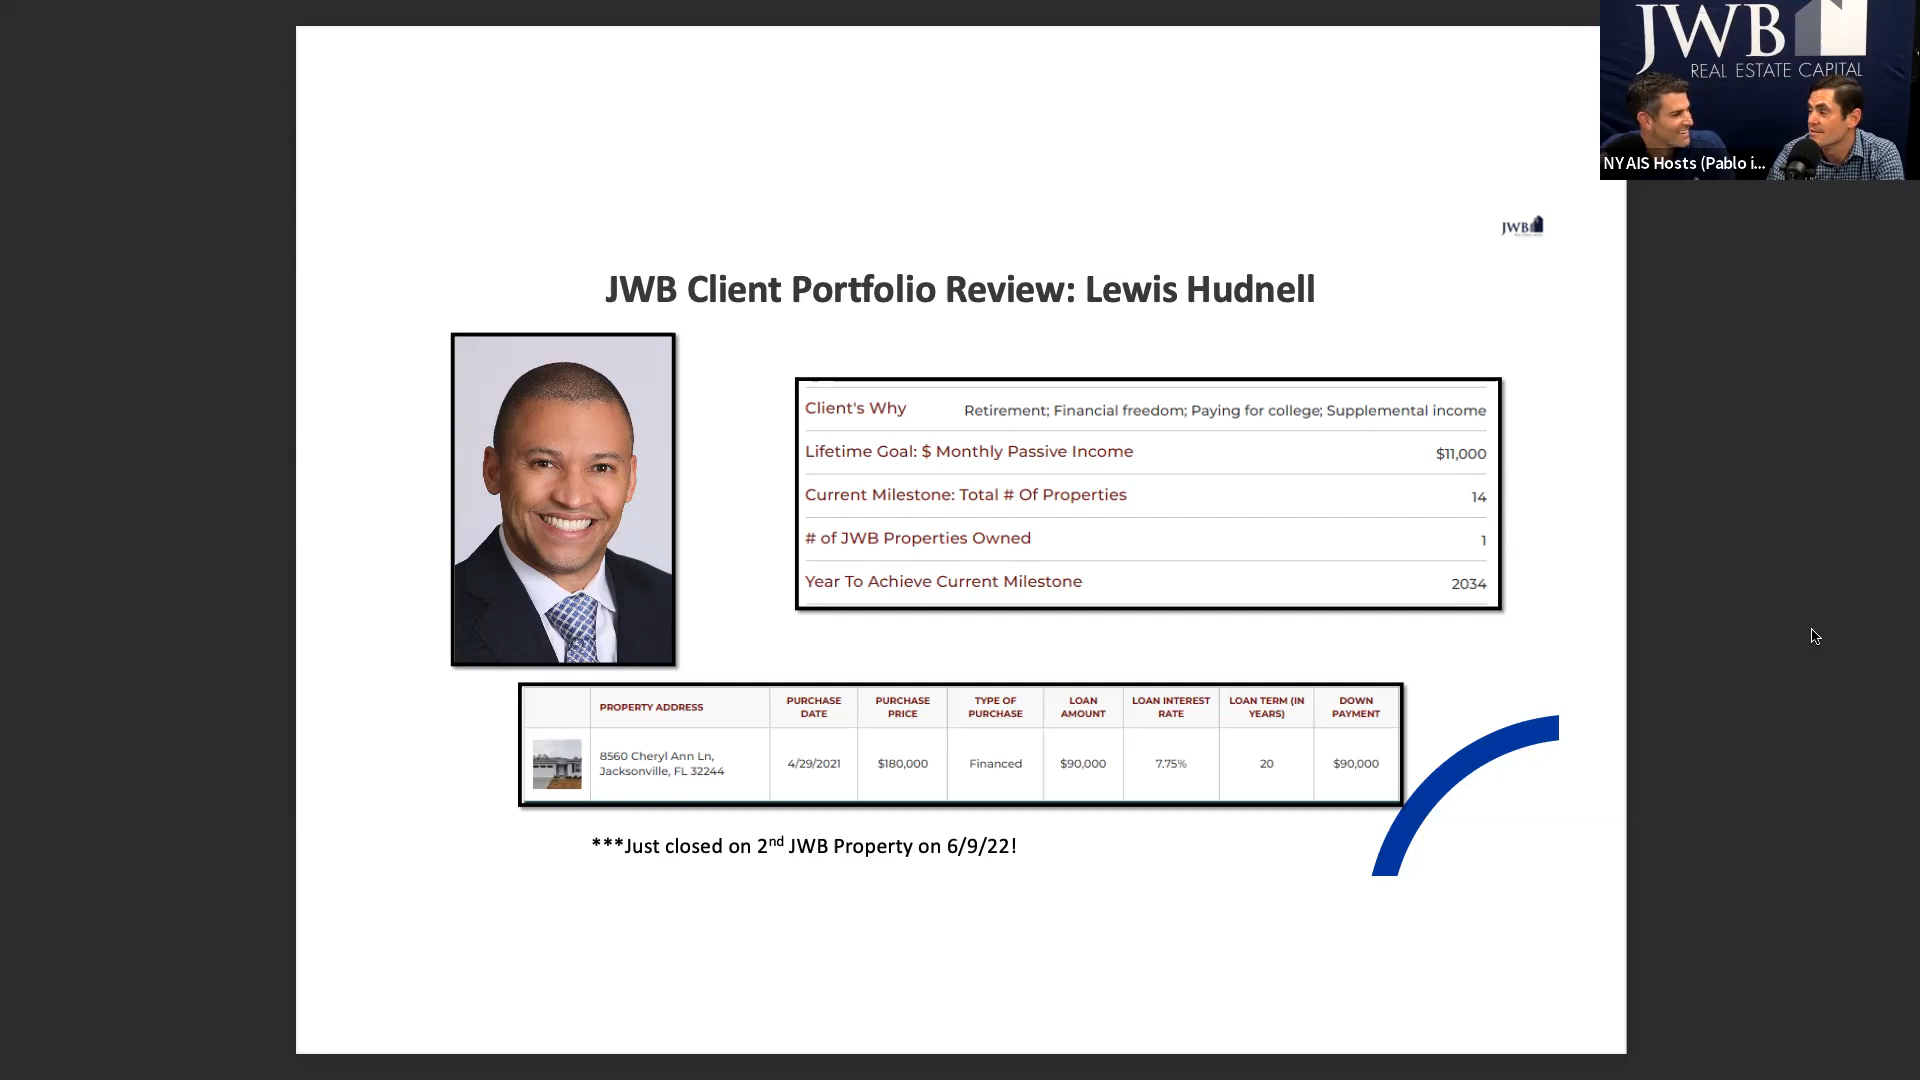 JWB
REAL ESTATE CAPITAL
NYAIS Hosts (Pablo i...
JWB
JWB Client Portfolio Review: Lewis Hudnell
Client's Why Retirement; Financial freedom; Paying for college; Supplemental income
Lifetime Goal: $ Monthly Passive Income $11,000
Current Milestone: Total # Of Properties 14
# of JWB Properties Owned 1
Year To Achieve Current Milestone 2034
PROPERTY ADDRESS PURCHASE DATE PURCHASE PRICE TYPE OF PURCHASE LOAN AMOUNT LOAN INTEREST RATE LOAN TERM (IN YEARS) DOWN PAYMENT
8560 Cheryl Ann Ln, Jacksonville, FL 32244 4/29/2021 $180,000 Financed $90,000 7.75% 20 $90,000
***Just closed on 2nd JWB Property on 6/9/22!